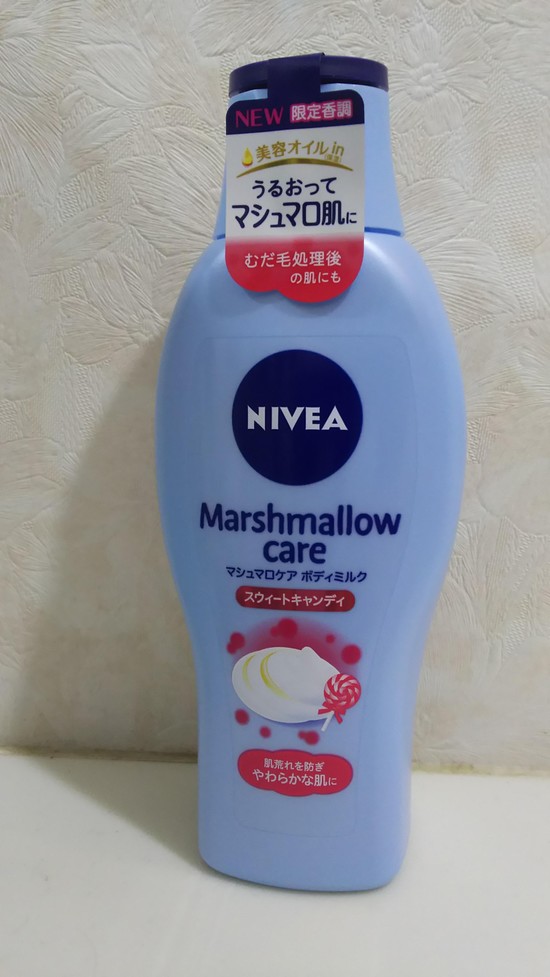 NEW 限定香調
美容オイルin
うるおって
マシュマロ肌に
むだ毛処理後
の肌にも
NIVEA
Marshmallow
care
マシュマロケア ボディミルク
スウィートキャンディ
肌荒れを防ぎ
やわらかな肌に